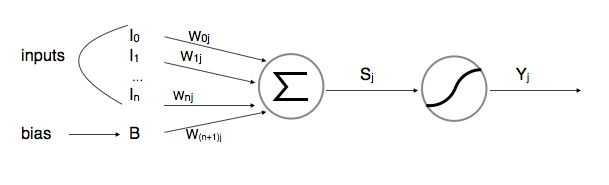 I₀ W₀ⱼ
inputs I₁ W₁ⱼ
... Σ Sⱼ Yⱼ
Iₙ Wₙⱼ
bias B W₍ₙ₊₁₎ⱼ